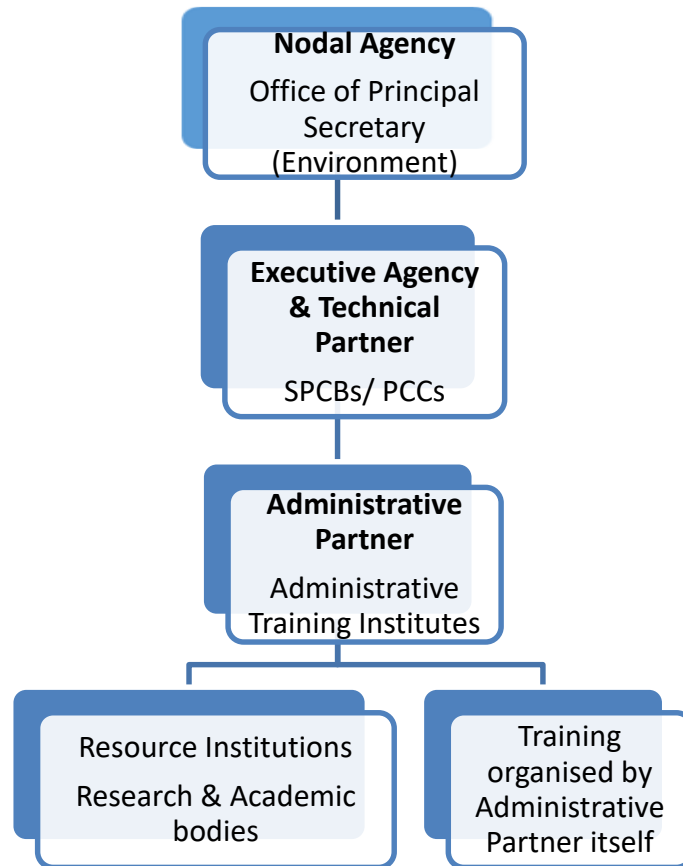 Nodal Agency
Office of Principal
Secretary
(Environment)
Executive Agency
& Technical
Partner
SPCBs/ PCCs
Administrative
Partner
Administrative
Training Institutes
Resource Institutions
Research & Academic
bodies
Training
organised by
Administrative
Partner itself